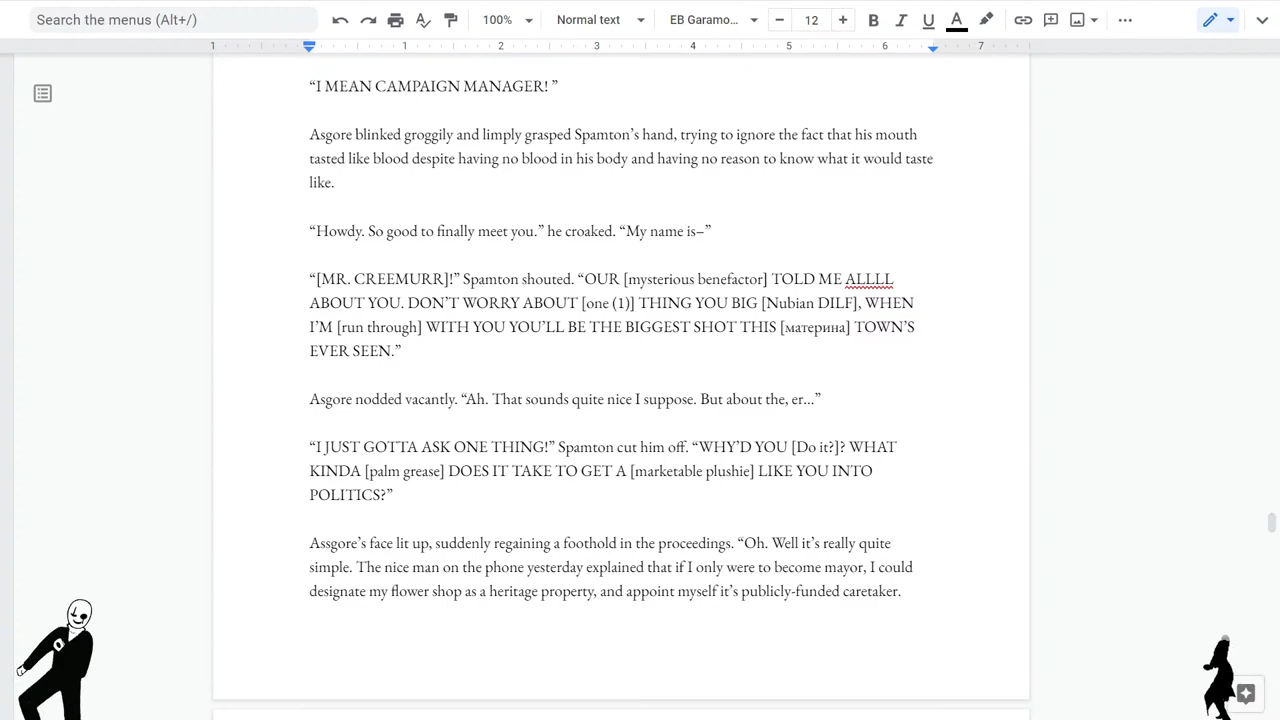 Search the menus (Alt+/)
100%
Normal text
EB Garamo...
12
1 1 2 3 4 5 6 7
“I MEAN CAMPAIGN MANAGER! ”
Asgore blinked groggily and limply grasped Spamton’s hand, trying to ignore the fact that his mouth
tasted like blood despite having no blood in his body and having no reason to know what it would taste
like.
“Howdy. So good to finally meet you.” he croaked. “My name is–”
“[MR. CREEMURR]!” Spamton shouted. “OUR [mysterious benefactor] TOLD ME ALLLL
ABOUT YOU. DON’T WORRY ABOUT [one (1)] THING YOU BIG [Nubian DILF], WHEN
I’M [run through] WITH YOU YOU’LL BE THE BIGGEST SHOT THIS [материна] TOWN’S
EVER SEEN.”
Asgore nodded vacantly. “Ah. That sounds quite nice I suppose. But about the, er...”
“I JUST GOTTA ASK ONE THING!” Spamton cut him off. “WHY’D YOU [Do it?]? WHAT
KINDA [palm grease] DOES IT TAKE TO GET A [marketable plushie] LIKE YOU INTO
POLITICS?”
Assgore’s face lit up, suddenly regaining a foothold in the proceedings. “Oh. Well it’s really quite
simple. The nice man on the phone yesterday explained that if I only were to become mayor, I could
designate my flower shop as a heritage property, and appoint myself it’s publicly-funded caretaker.